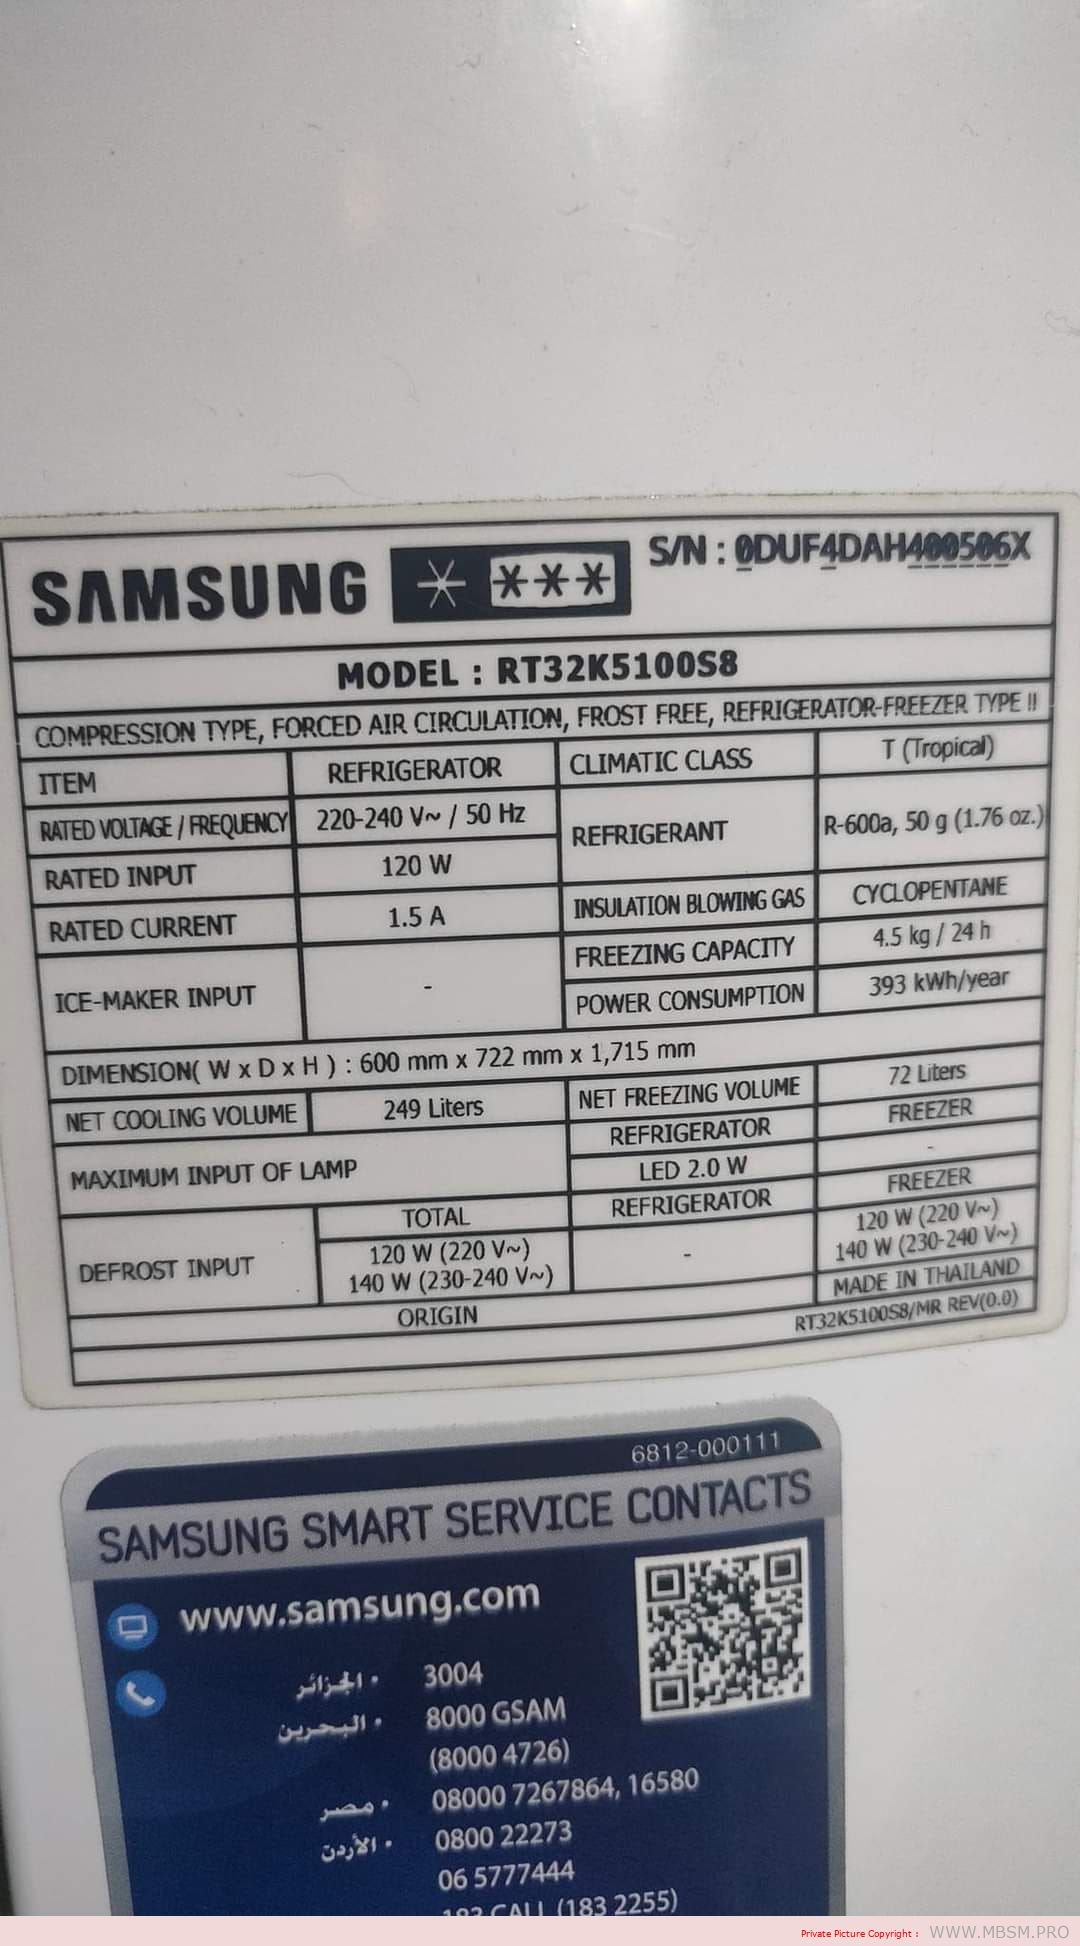 SAMSUNG
S/N : 0DUF4DAH400506X
MODEL : RT32K5100S8
COMPRESSION TYPE, FORCED AIR CIRCULATION, FROST FREE, REFRIGERATOR-FREEZER TYPE II
ITEM REFRIGERATOR
RATED VOLTAGE / FREQUENCY 220-240 V~ / 50 Hz
RATED INPUT 120 W
RATED CURRENT 1.5 A
ICE-MAKER INPUT -
CLIMATIC CLASS T (Tropical)
REFRIGERANT R-600a, 50 g (1.76 oz.)
INSULATION BLOWING GAS CYCLOPENTANE
FREEZING CAPACITY 4.5 kg / 24 h
POWER CONSUMPTION 393 kWh/year
DIMENSION( W x D x H ) : 600 mm x 722 mm x 1,715 mm
NET COOLING VOLUME 249 Liters
NET FREEZING VOLUME 72 Liters
MAXIMUM INPUT OF LAMP
REFRIGERATOR FREEZER
LED 2.0 W -
DEFROST INPUT
TOTAL REFRIGERATOR FREEZER
120 W (220 V~) - 120 W (220 V~)
140 W (230-240 V~) 140 W (230-240 V~)
ORIGIN MADE IN THAILAND
RT32K5100S8/MR REV(0.0)
6812-000111
SAMSUNG SMART SERVICE CONTACTS
www.samsung.com
• الجزائر 3004
• البحرين 8000 GSAM
(8000 4726)
• مصر 08000 7267864, 16580
• الأردن 0800 22273
06 5777444
CALL (183 2255)
Private Picture Copyright : WWW.MBSM.PRO